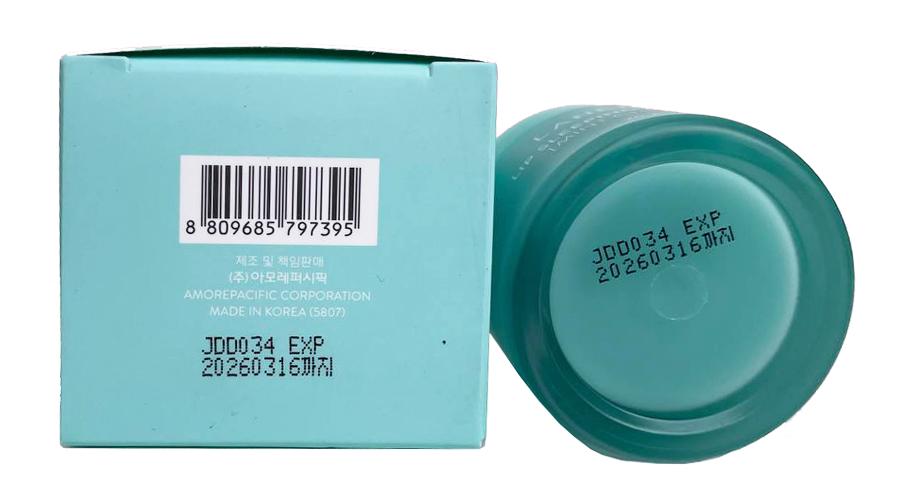 8 809685 797395
제조 및 책임판매
(주)아모레퍼시픽
AMOREPACIFIC CORPORATION
MADE IN KOREA (5807)
JDD034 EXP
20260316까지
LIP SLEEPING
JDD034 EXP
20260316까지